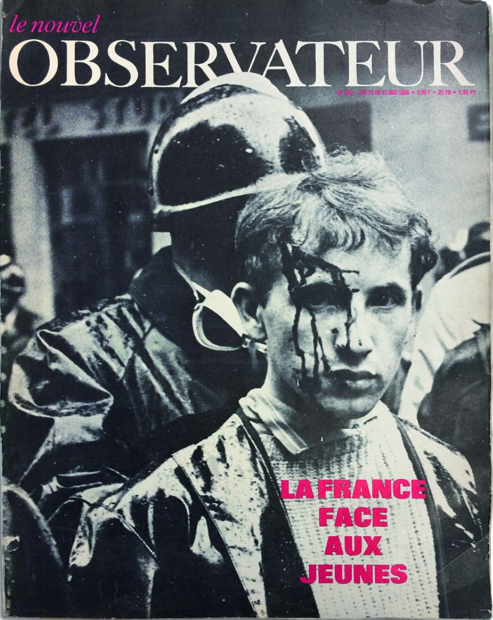 le nouvel
OBSERVATEUR
LA FRANCE
FACE
AUX
JEUNES